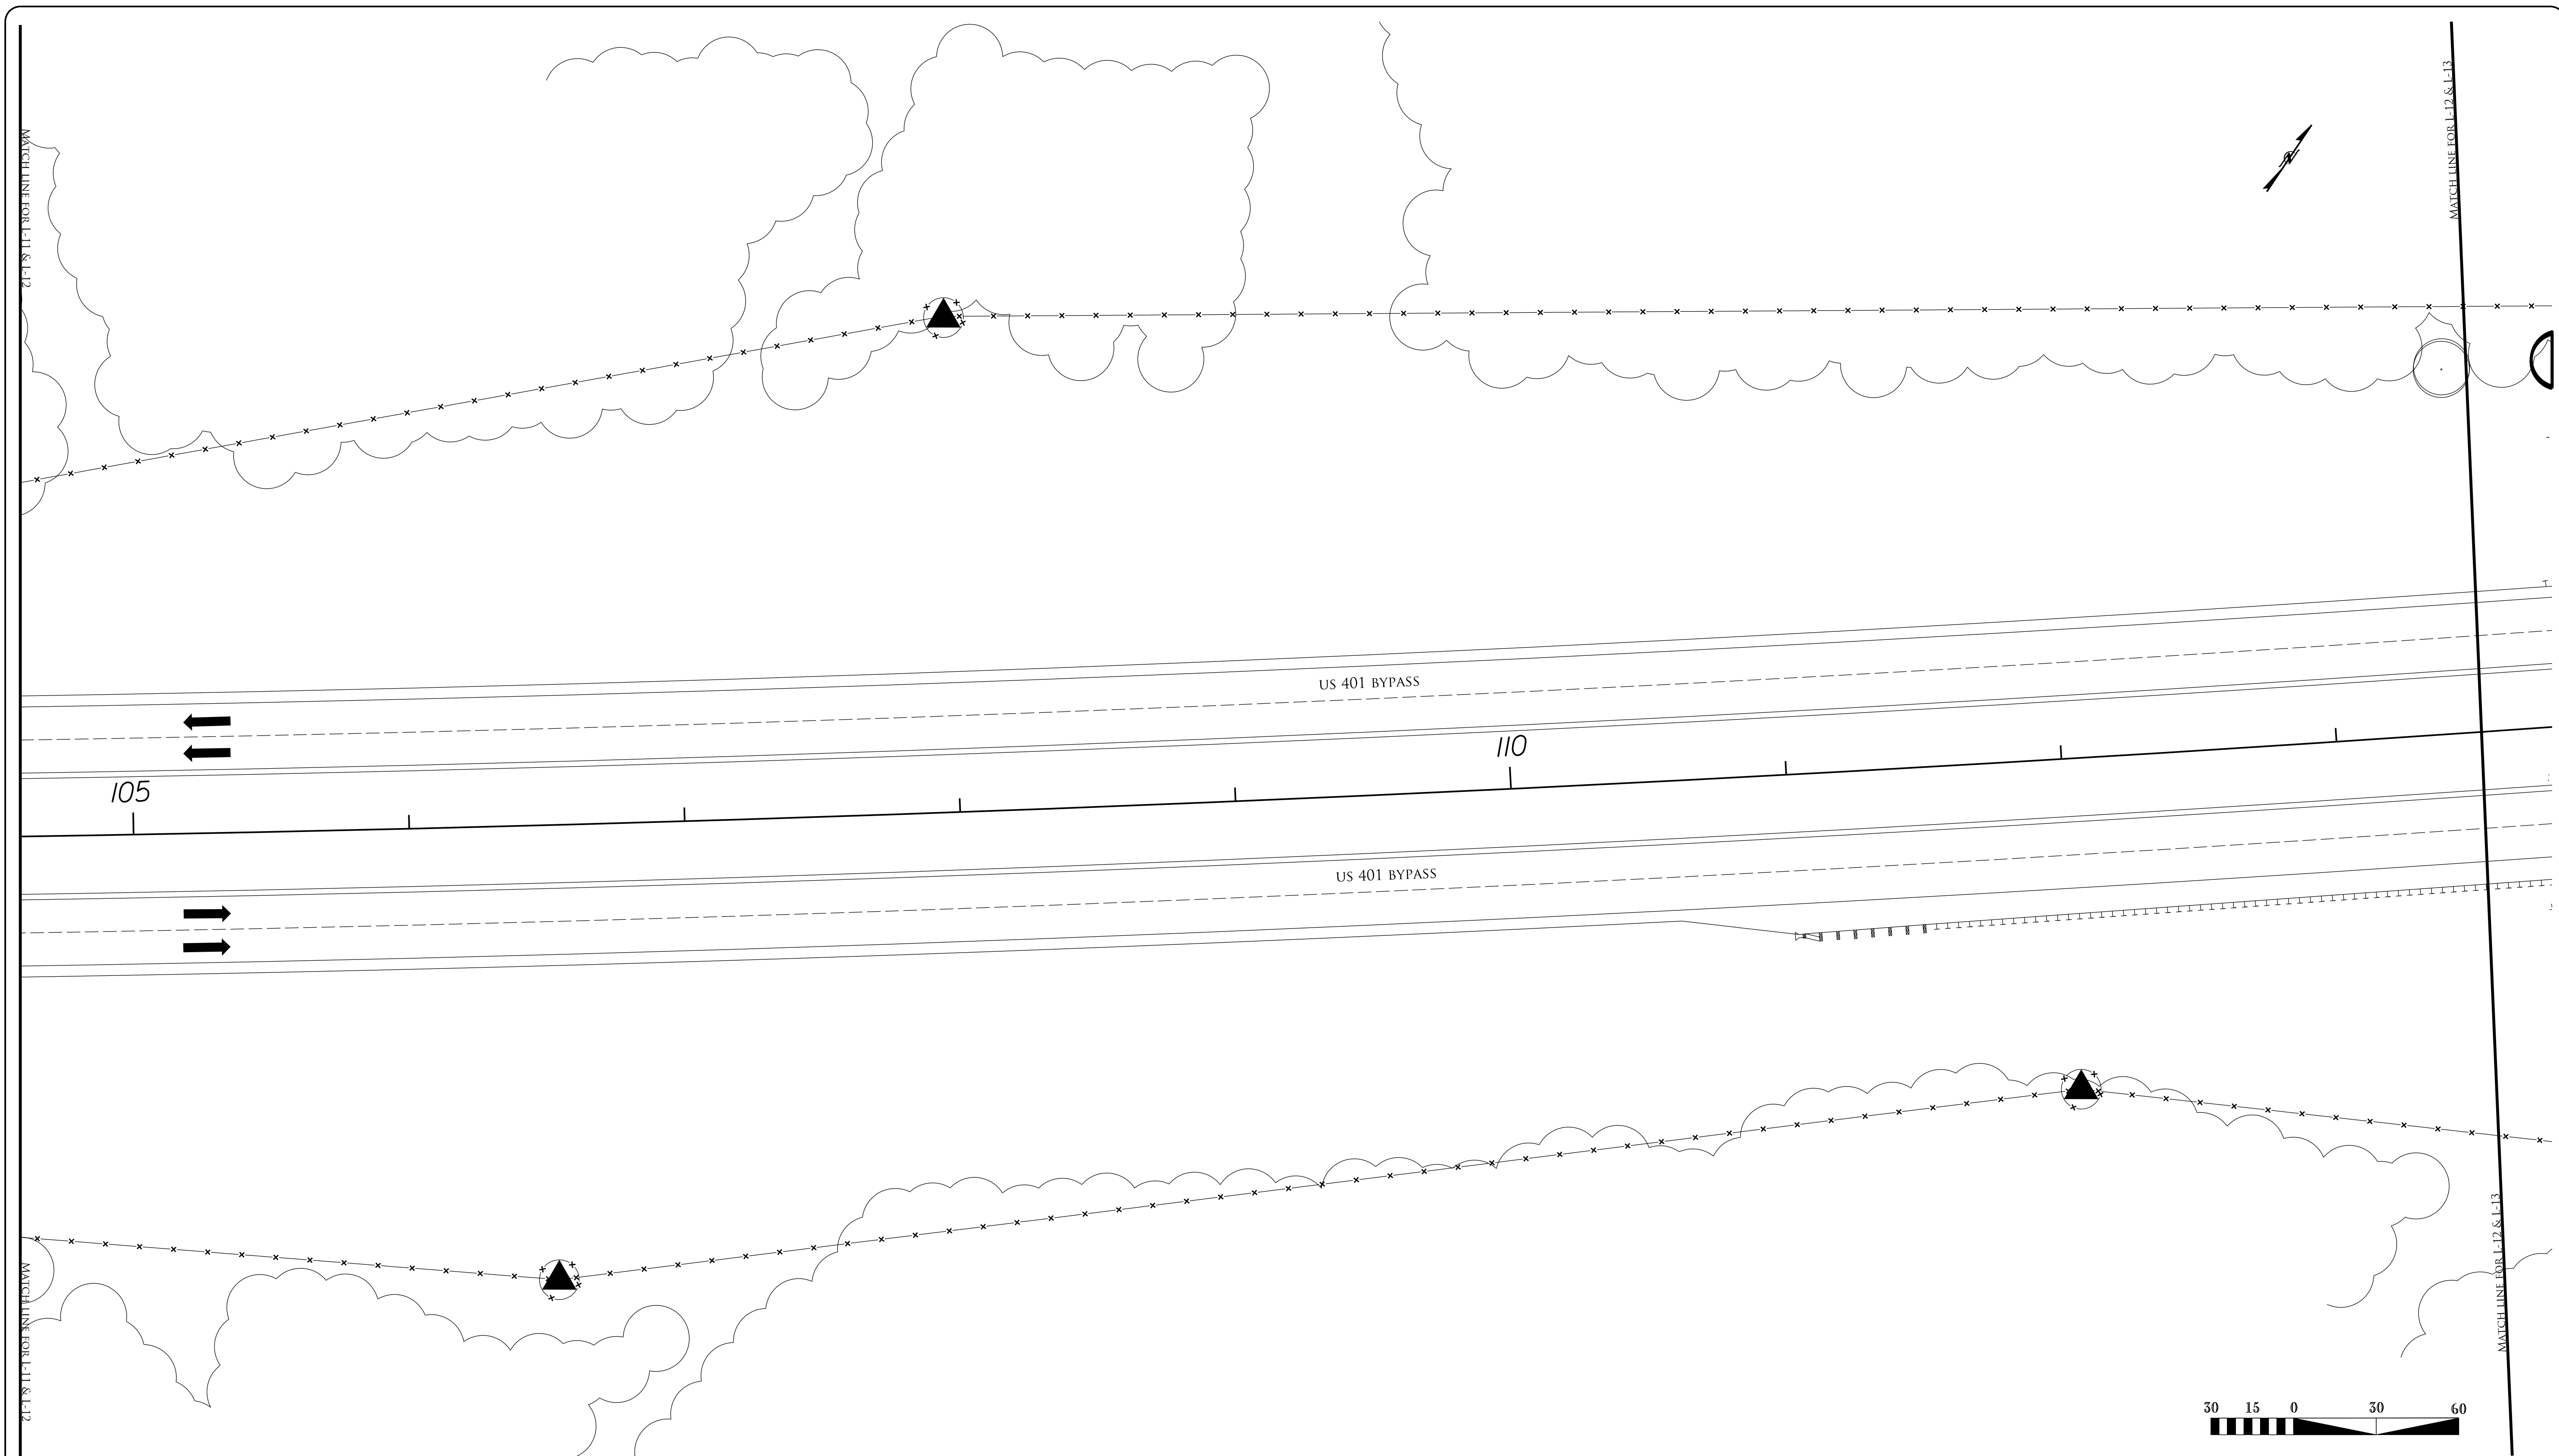 MATCH LINE FOR L-11 & L-12
MATCH LINE FOR L-12 & L-13
N
US 401 BYPASS
110
105
US 401 BYPASS
MATCH LINE FOR L-11 & L-12
MATCH LINE FOR L-12 & L-13
30 15 0 30 60